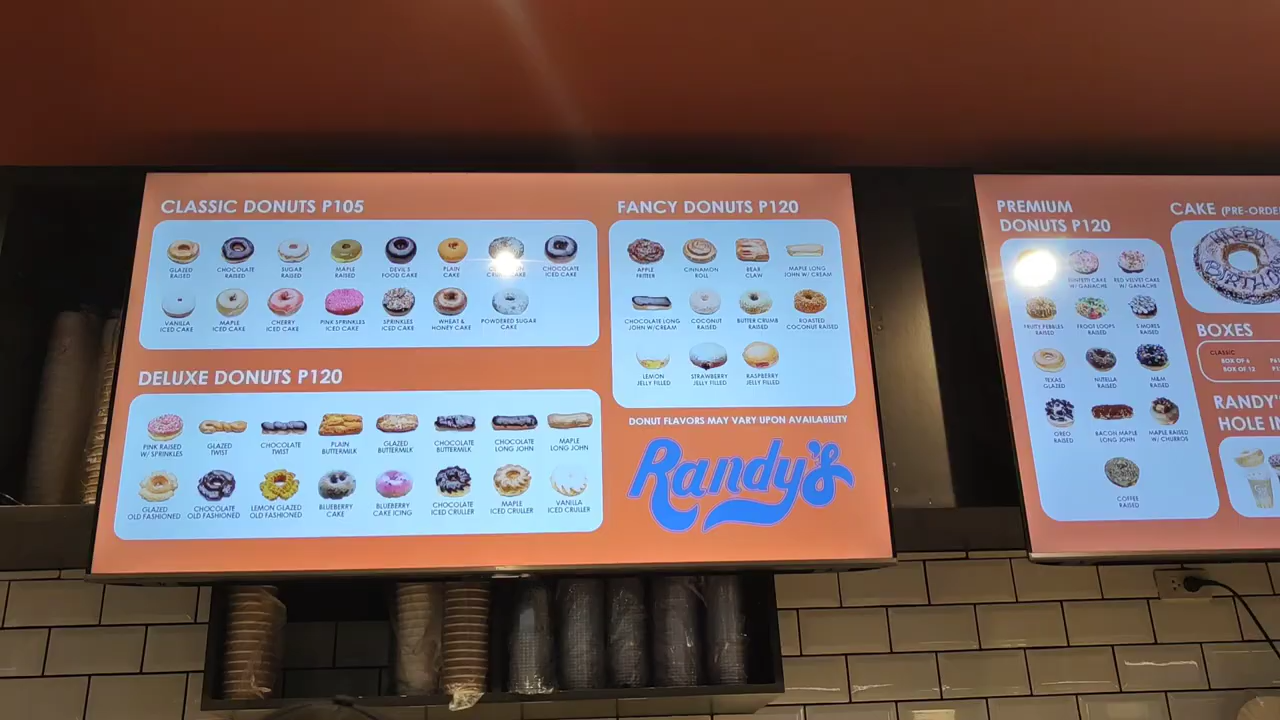 CLASSIC DONUTS P105
GLAZED
RAISED
CHOCOLATE
RAISED
SUGAR
RAISED
MAPLE
RAISED
DEVIL'S
FOOD CAKE
PLAIN
CAKE
CHOCOLATE
ICED CAKE
VANILLA
ICED CAKE
MAPLE
ICED CAKE
CHERRY
ICED CAKE
PINK SPRINKLES
ICED CAKE
SPRINKLES
ICED CAKE
WHEAT &
HONEY CAKE
POWDERED SUGAR
CAKE
DELUXE DONUTS P120
PINK RAISED
W/ SPRINKLES
GLAZED
TWIST
CHOCOLATE
TWIST
PLAIN
BUTTERMILK
GLAZED
BUTTERMILK
CHOCOLATE
BUTTERMILK
CHOCOLATE
LONG JOHN
MAPLE
LONG JOHN
GLAZED
OLD FASHIONED
CHOCOLATE
OLD FASHIONED
LEMON GLAZED
OLD FASHIONED
BLUEBERRY
CAKE
BLUEBERRY
CAKE ICING
CHOCOLATE
ICED CRULLER
MAPLE
ICED CRULLER
VANILLA
ICED CRULLER
FANCY DONUTS P120
APPLE
FRITTER
CINNAMON
ROLL
BEAR
CLAW
MAPLE LONG
JOHN W/ CREAM
CHOCOLATE LONG
JOHN W/CREAM
COCONUT
RAISED
BUTTER CRUMB
RAISED
ROASTED
COCONUT RAISED
LEMON
JELLY FILLED
STRAWBERRY
JELLY FILLED
RASPBERRY
JELLY FILLED
DONUT FLAVORS MAY VARY UPON AVAILABILITY
Randy's
PREMIUM
DONUTS P120
W/ GANACHE
RED VELVET CAKE
W/ GANACHE
FRUITY PEBBLES
RAISED
FROOT LOOPS
RAISED
S'MORES
RAISED
TEXAS
GLAZED
NUTELLA
RAISED
M&M
RAISED
OREO
RAISED
BACON MAPLE
LONG JOHN
MAPLE RAISED
W/ CHURROS
COFFEE
RAISED
CAKE (PRE-ORDE
HAPPY
BIRTHD
BOXES
CLASSIC
BOX OF 6
BOX OF 12
RANDY'
HOLE IN